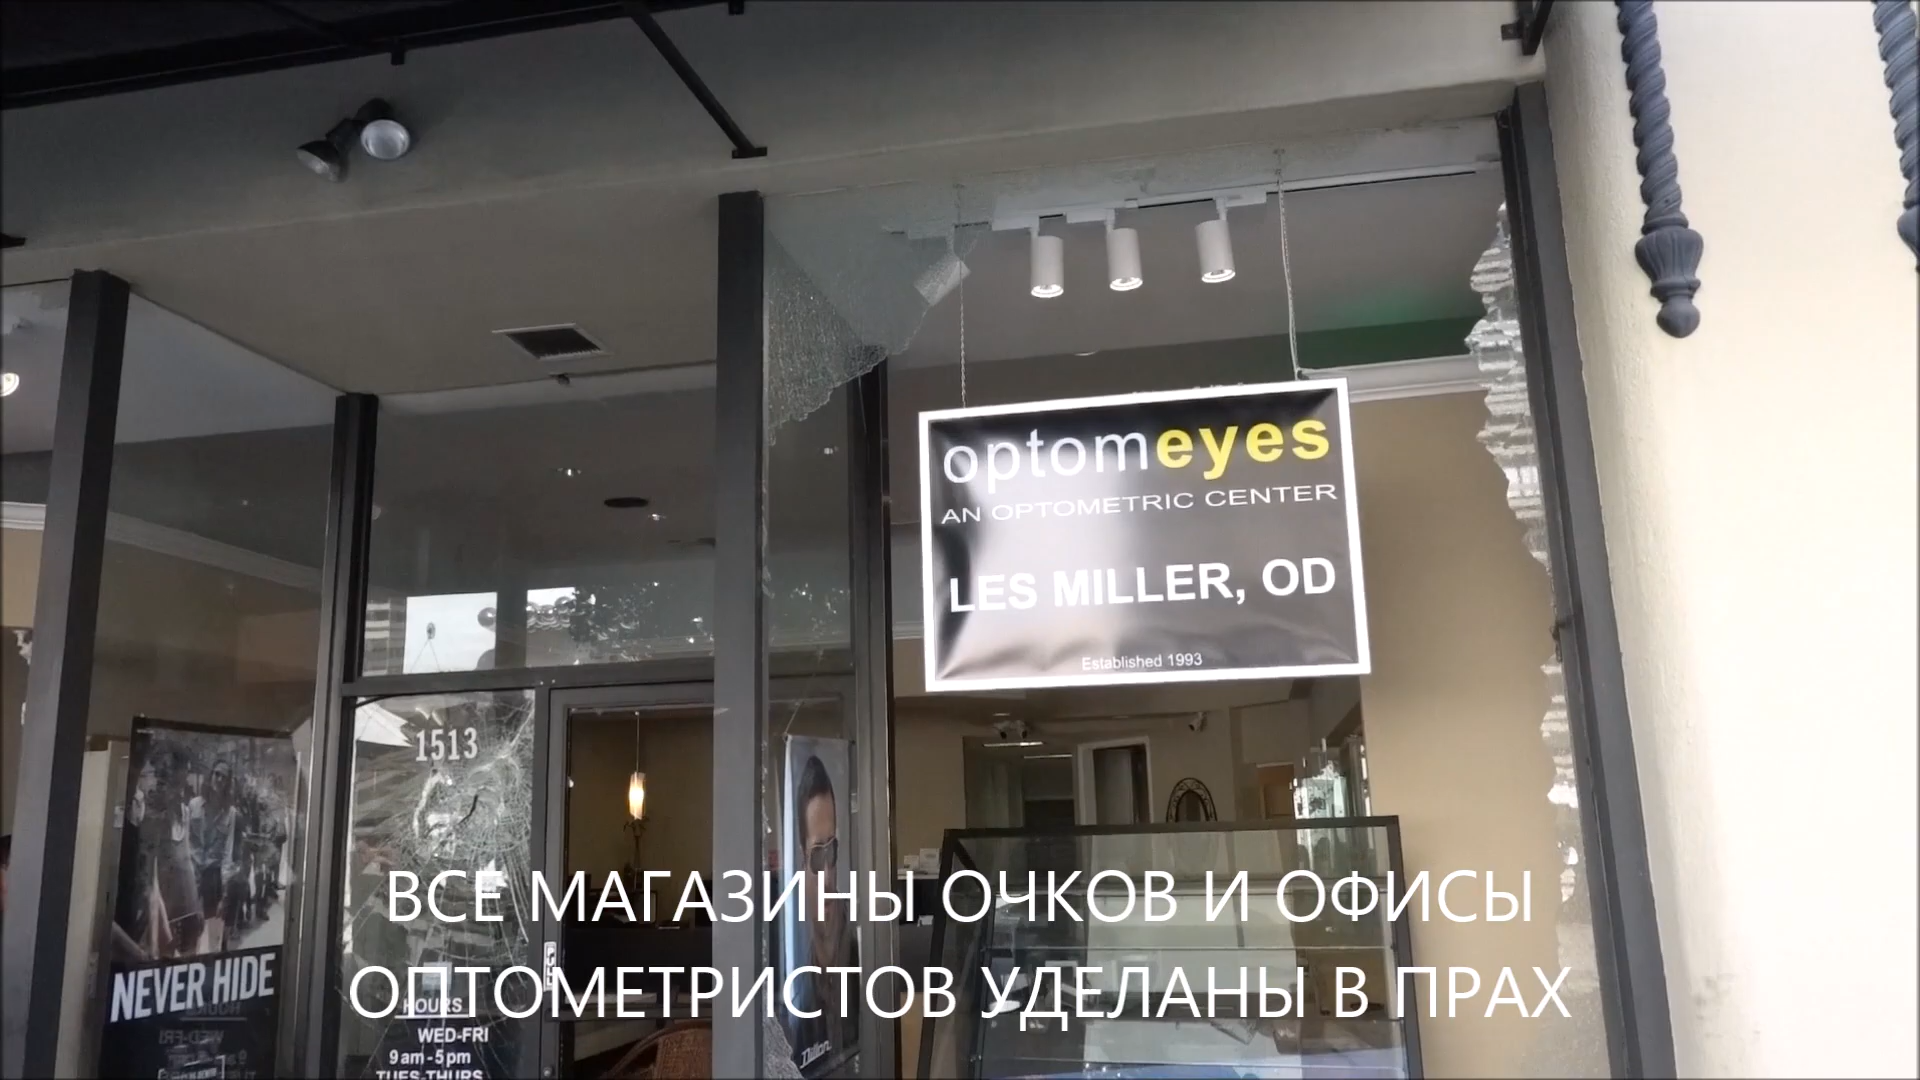 optomeyes
AN OPTOMETRIC CENTER
LES MILLER, OD
Established 1993
1513
NEVER HIDE
HOURS
WED-FRI
9am-5pm
TUES-THURS
Dillon
ВСЕ МАГАЗИНЫ ОЧКОВ И ОФИСЫ
ОПТОМЕТРИСТОВ УДЕЛАНЫ В ПРАХ